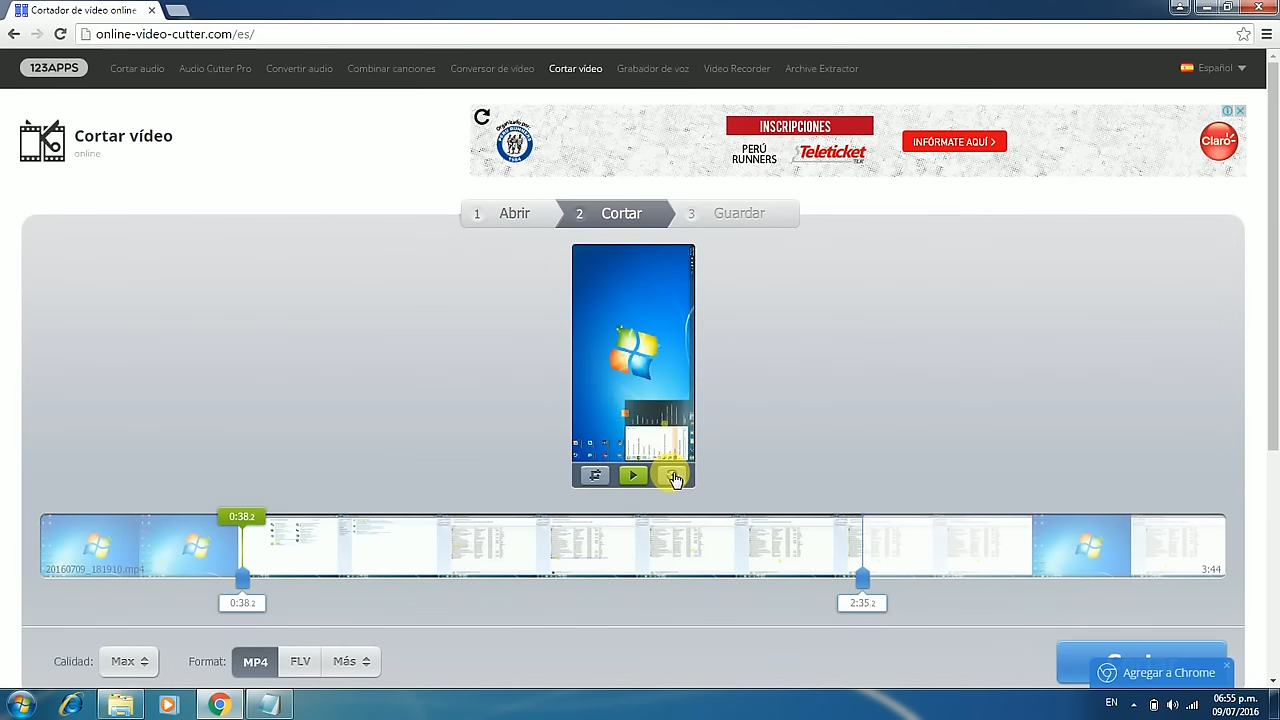 Cortador de vídeo online
online-video-cutter.com/es/
123APPS
Cortar audio
Audio Cutter Pro
Convertir audio
Combinar canciones
Conversor de vídeo
Cortar vídeo
Grabador de voz
Video Recorder
Archive Extractor
Español
Cortar vídeo
online
INSCRIPCIONES
PERÚ
RUNNERS
Teleticket
INFÓRMATE AQUÍ >
Claro
1 Abrir
2 Cortar
3 Guardar
0:38.2
20160709_181910.mp4
3:44
0:38.2
2:35.2
Calidad:
Max
Format:
MP4
FLV
Más
Agregar a Chrome
EN
06:55 p.m.
09/07/2016